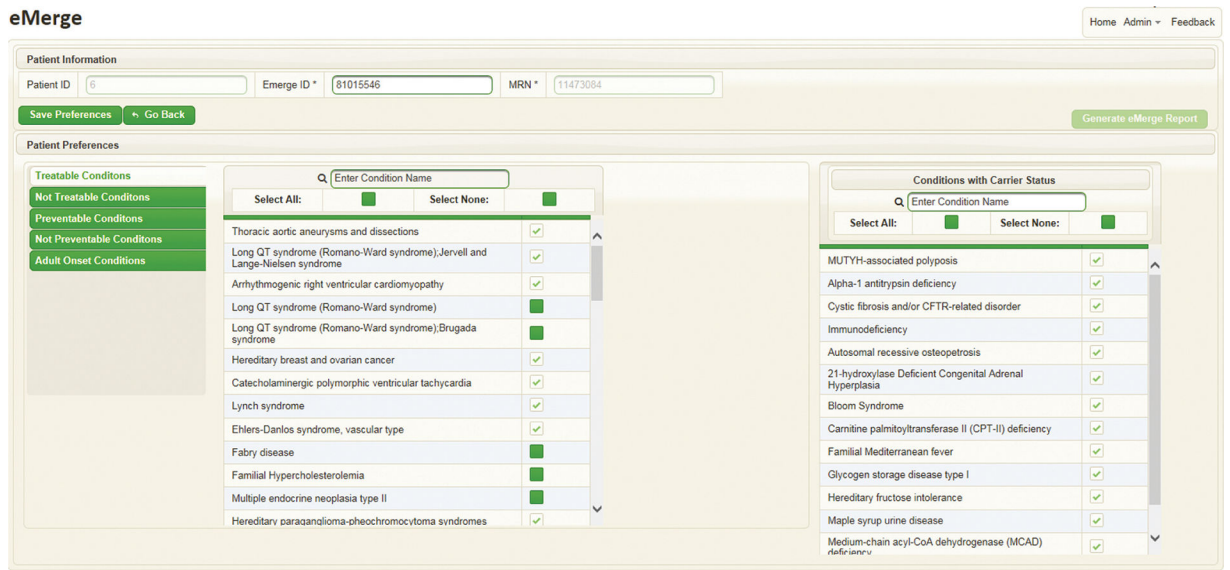 eMerge
Home Admin Feedback
Patient Information
Patient ID 6 Emerge ID * 81015546 MRN * 11473084
Save Preferences Go Back
Generate eMerge Report
Patient Preferences
Treatable Conditons
Not Treatable Conditons
Preventable Conditons
Not Preventable Conditons
Adult Onset Conditions
Enter Condition Name
Select All: Select None:
Thoracic aortic aneurysms and dissections
Long QT syndrome (Romano-Ward syndrome);Jervell and
Lange-Nielsen syndrome
Arrhythmogenic right ventricular cardiomyopathy
Long QT syndrome (Romano-Ward syndrome)
Long QT syndrome (Romano-Ward syndrome);Brugada
syndrome
Hereditary breast and ovarian cancer
Catecholaminergic polymorphic ventricular tachycardia
Lynch syndrome
Ehlers-Danlos syndrome, vascular type
Fabry disease
Familial Hypercholesterolemia
Multiple endocrine neoplasia type II
Hereditary paraganglioma-pheochromocytoma syndromes
Conditions with Carrier Status
Enter Condition Name
Select All: Select None:
MUTYH-associated polyposis
Alpha-1 antitrypsin deficiency
Cystic fibrosis and/or CFTR-related disorder
Immunodeficiency
Autosomal recessive osteopetrosis
21-hydroxylase Deficient Congenital Adrenal
Hyperplasia
Bloom Syndrome
Carnitine palmitoyltransferase II (CPT-II) deficiency
Familial Mediterranean fever
Glycogen storage disease type I
Hereditary fructose intolerance
Maple syrup urine disease
Medium-chain acyl-CoA dehydrogenase (MCAD)
deficiency